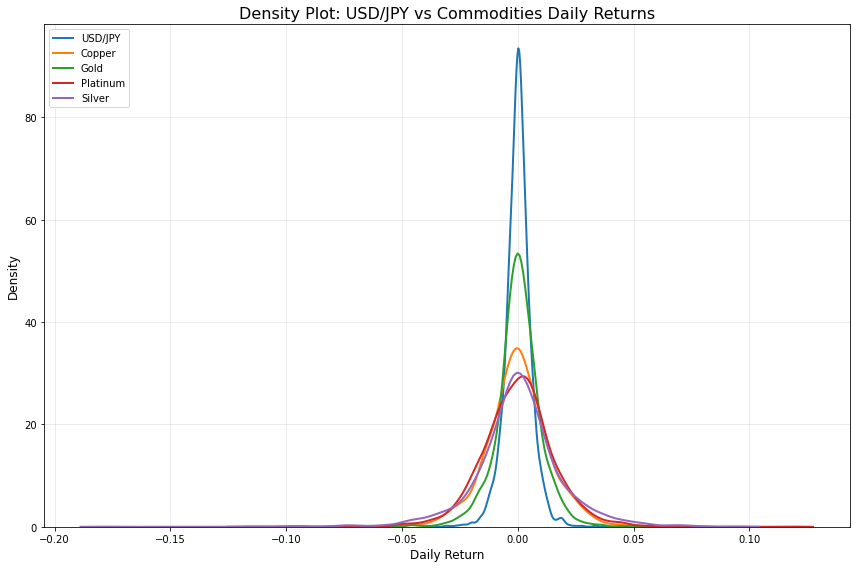 Density Plot: USD/JPY vs Commodities Daily Returns
USD/JPY
Copper
Gold
Platinum
Silver
Density
80
60
40
20
0
−0.20 −0.15 −0.10 −0.05 0.00 0.05 0.10
Daily Return